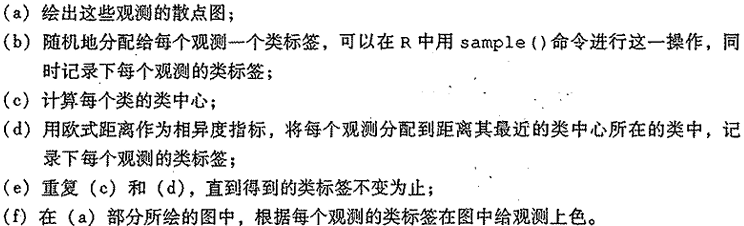 (a) 绘出这些观测的散点图；
(b) 随机地分配给每个观测一个类标签，可以在 R 中用 sample()命令进行这一操作，同
时记录下每个观测的类标签；
(c) 计算每个类的类中心；
(d) 用欧式距离作为相异度指标，将每个观测分配到距离其最近的类中心所在的类中，记
录下每个观测的类标签；
(e) 重复 (c) 和 (d)，直到得到的类标签不变为止；
(f) 在 (a) 部分所绘的图中，根据每个观测的类标签在图中给观测上色。